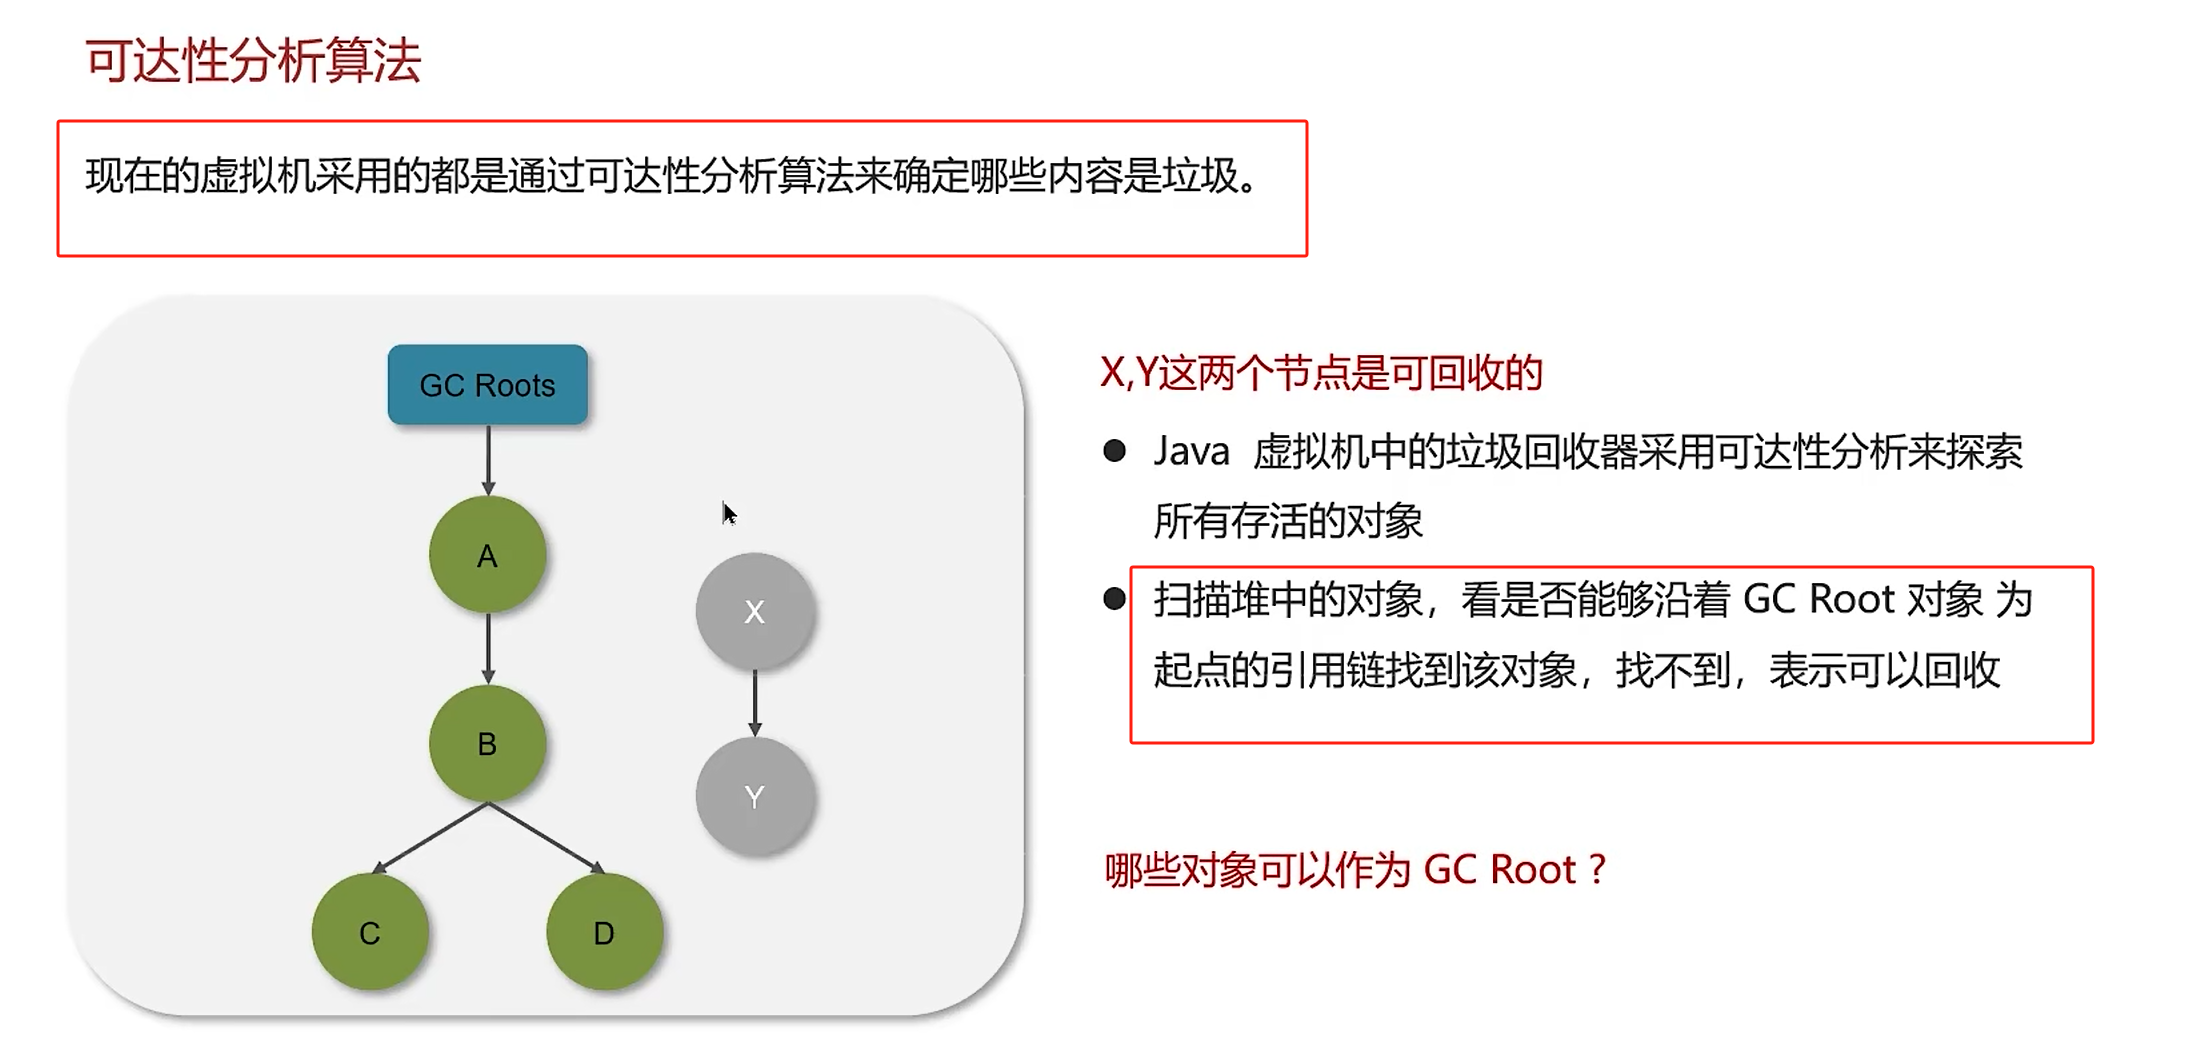 可达性分析算法
现在的虚拟机采用的都是通过可达性分析算法来确定哪些内容是垃圾。
GC Roots
A
B
C
D
X
Y
X,Y这两个节点是可回收的
● Java 虚拟机中的垃圾回收器采用可达性分析来探索
所有存活的对象
● 扫描堆中的对象，看是否能够沿着 GC Root 对象 为
起点的引用链找到该对象，找不到，表示可以回收
哪些对象可以作为 GC Root ?